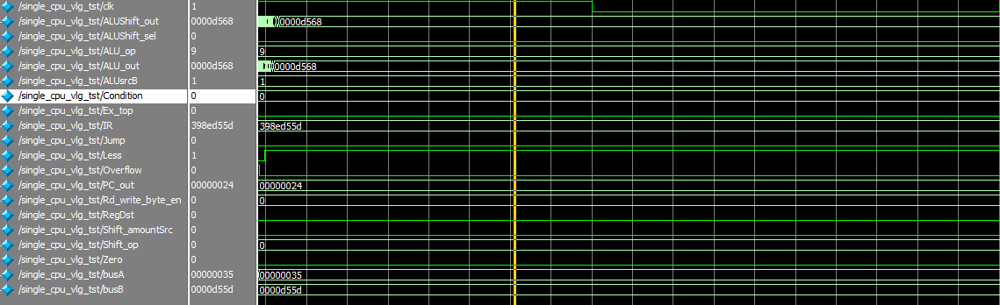 /single_cpu_vlg_tst/clk 1
/single_cpu_vlg_tst/ALUShift_out 0000d568 0000d568
/single_cpu_vlg_tst/ALUShift_sel 0
/single_cpu_vlg_tst/ALU_op 9 9
/single_cpu_vlg_tst/ALU_out 0000d568 0000d568
/single_cpu_vlg_tst/ALUsrcB 1 1
/single_cpu_vlg_tst/Condition 0 0
/single_cpu_vlg_tst/Ex_top 0
/single_cpu_vlg_tst/IR 398ed55d 398ed55d
/single_cpu_vlg_tst/Jump 0
/single_cpu_vlg_tst/Less 1
/single_cpu_vlg_tst/Overflow 0
/single_cpu_vlg_tst/PC_out 00000024 00000024
/single_cpu_vlg_tst/Rd_write_byte_en 0 0
/single_cpu_vlg_tst/RegDst 0
/single_cpu_vlg_tst/Shift_amountSrc 0
/single_cpu_vlg_tst/Shift_op 0 0
/single_cpu_vlg_tst/Zero 0
/single_cpu_vlg_tst/busA 00000035 00000035
/single_cpu_vlg_tst/busB 0000d55d 0000d55d